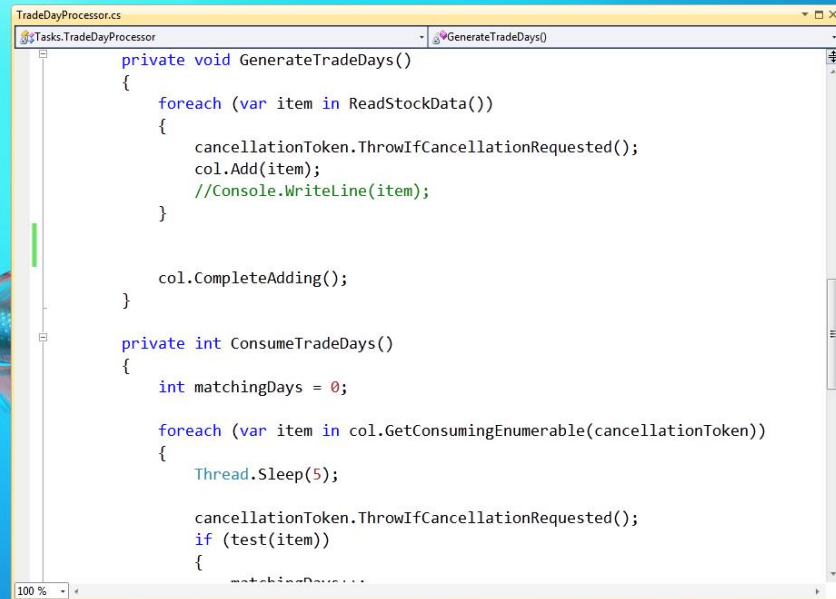 TradeDayProcessor.cs
Tasks.TradeDayProcessor GenerateTradeDays()
private void GenerateTradeDays()
{
foreach (var item in ReadStockData())
{
cancellationToken.ThrowIfCancellationRequested();
col.Add(item);
//Console.WriteLine(item);
}
col.CompleteAdding();
}
private int ConsumeTradeDays()
{
int matchingDays = 0;
foreach (var item in col.GetConsumingEnumerable(cancellationToken))
{
Thread.Sleep(5);
cancellationToken.ThrowIfCancellationRequested();
if (test(item))
{
100 %